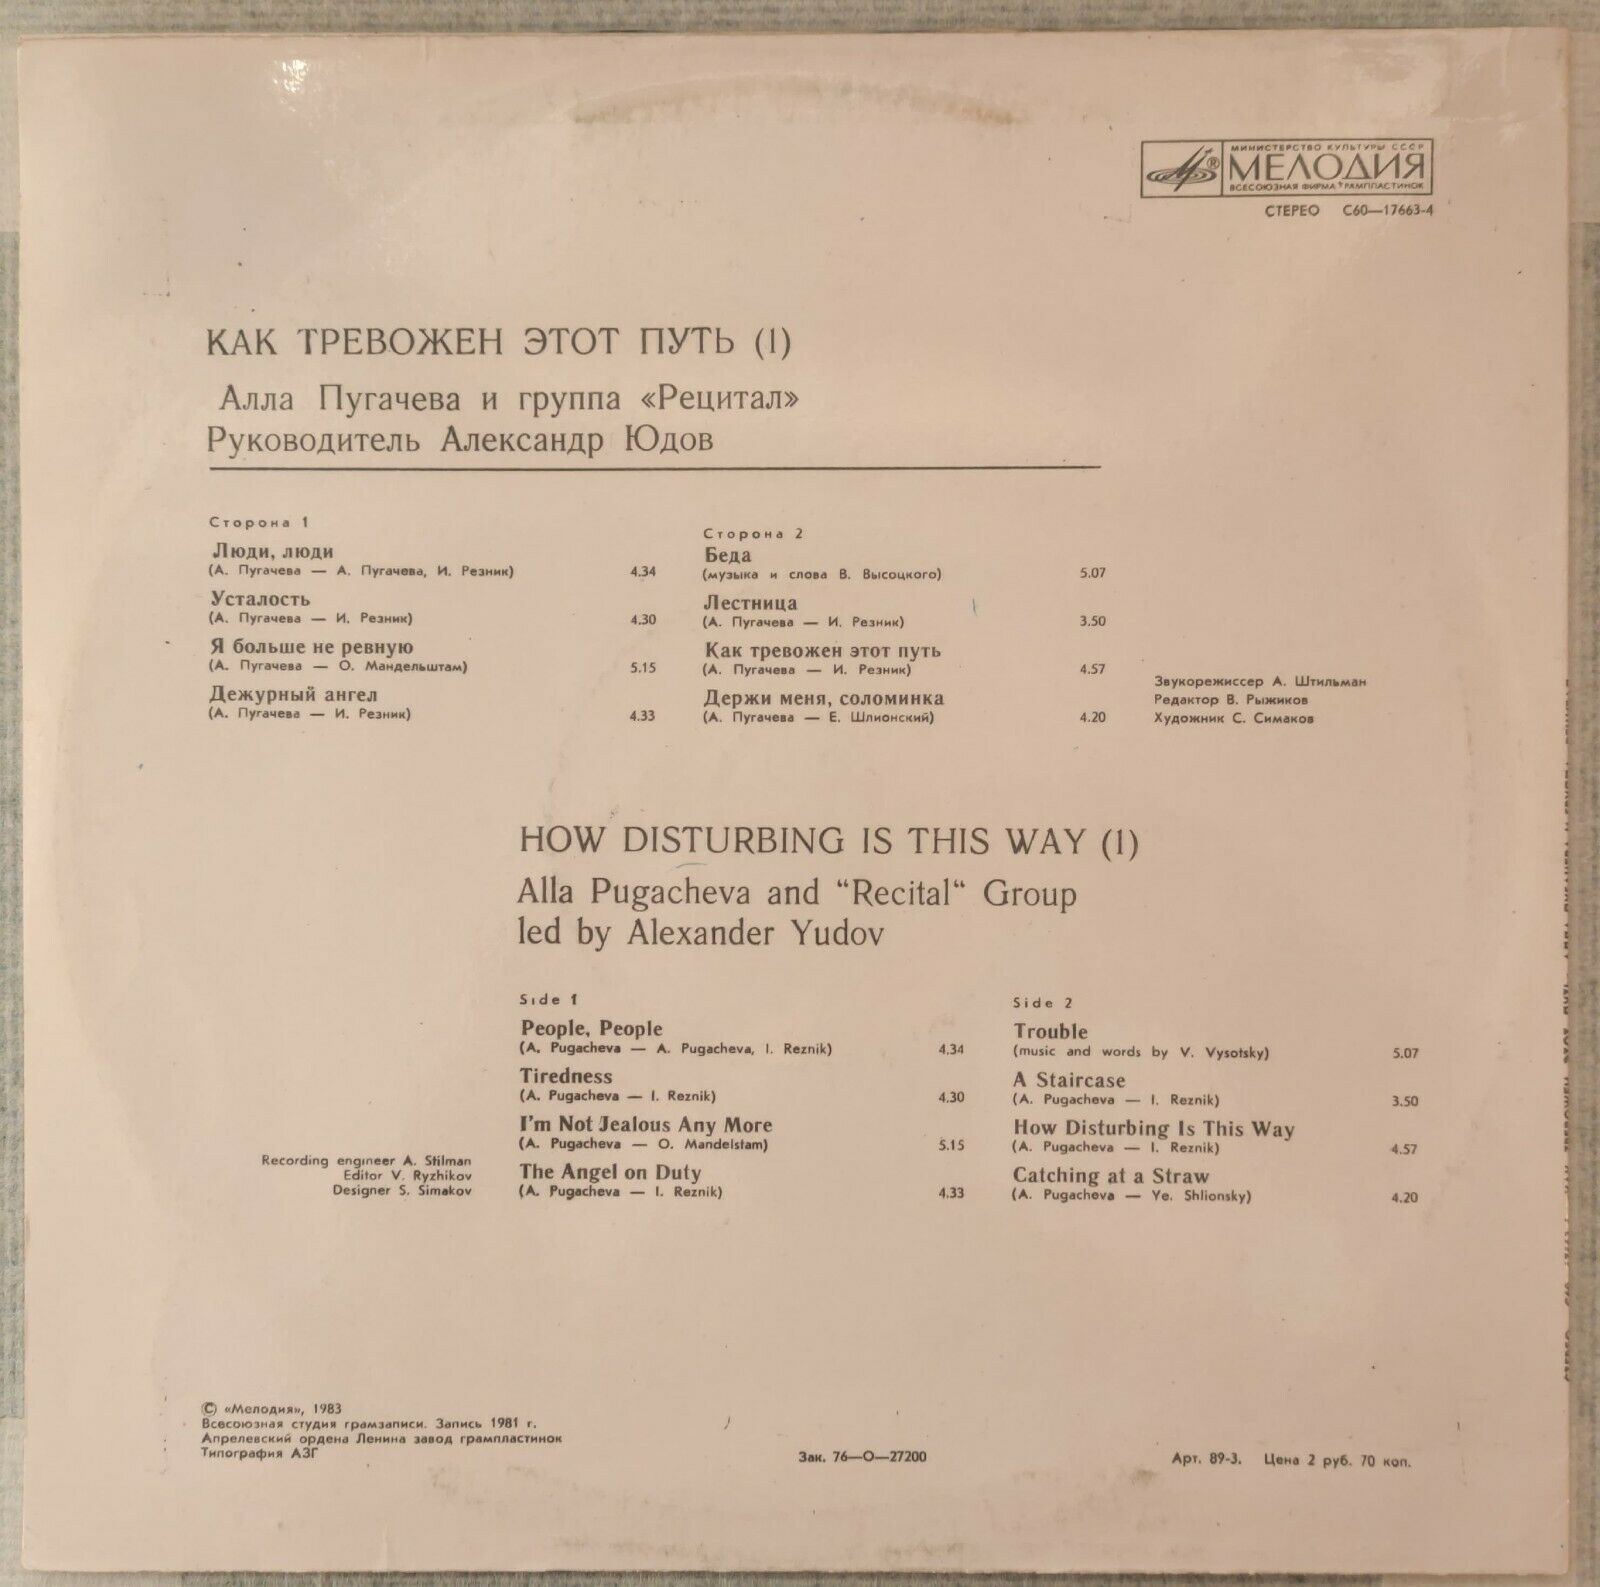 МИНИСТЕРСТВО КУЛЬТУРЫ СССР
МЕЛОДИЯ
ВСЕСОЮЗНАЯ ФИРМА ГРАМПЛАСТИНОК
СТЕРЕО С60—17663-4
КАК ТРЕВОЖЕН ЭТОТ ПУТЬ (1)
Алла Пугачева и группа «Рецитал»
Руководитель Александр Юдов
Сторона 1
Люди, люди
(А. Пугачева — А. Пугачева, И. Резник) 4.34
Усталость
(А. Пугачева — И. Резник) 4.30
Я больше не ревную
(А. Пугачева — О. Мандельштам) 5.15
Дежурный ангел
(А. Пугачева — И. Резник) 4.33
Сторона 2
Беда
(музыка и слова В. Высоцкого) 5.07
Лестница
(А. Пугачева — И. Резник) 3.50
Как тревожен этот путь
(А. Пугачева — И. Резник) 4.57
Держи меня, соломинка
(А. Пугачева — Е. Шлионский) 4.20
Звукорежиссер А. Штильман
Редактор В. Рыжиков
Художник С. Симаков
HOW DISTURBING IS THIS WAY (1)
Alla Pugacheva and “Recital“ Group
led by Alexander Yudov
Side 1
People, People
(A. Pugacheva — A. Pugacheva, I. Reznik) 4.34
Tiredness
(A. Pugacheva — I. Reznik) 4.30
I'm Not Jealous Any More
(A. Pugacheva — O. Mandelstam) 5.15
The Angel on Duty
(A. Pugacheva — I. Reznik) 4.33
Side 2
Trouble
(music and words by V. Vysotsky) 5.07
A Staircase
(A. Pugacheva — I. Reznik) 3.50
How Disturbing Is This Way
(A. Pugacheva — I. Reznik) 4.57
Catching at a Straw
(A. Pugacheva — Ye. Shlionsky) 4.20
Recording engineer A. Stilman
Editor V. Ryzhikov
Designer S. Simakov
© «Мелодия», 1983
Всесоюзная студия грамзаписи. Запись 1981 г.
Апрелевский ордена Ленина завод грампластинок
Типография АЗГ
Зак. 76—О—27200
Арт. 89-3. Цена 2 руб. 70 коп.